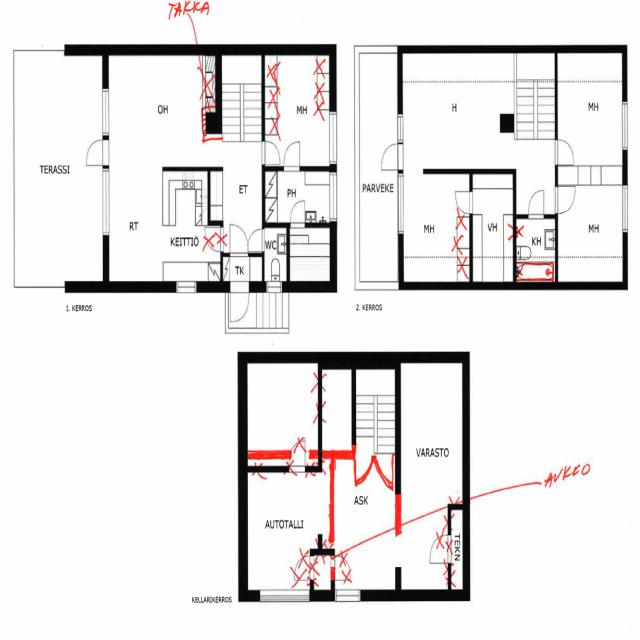 TAKKA
OH
MH
H
MH
TERASSI
PARVEKE
ET
PH
RT
KEITTIÖ
WC
TK
MH
VH
KH
MH
1. KERROS
2. KERROS
VARASTO
AUKEO
ASK
AUTOTALLI
TEKN
KELLARIKERROS